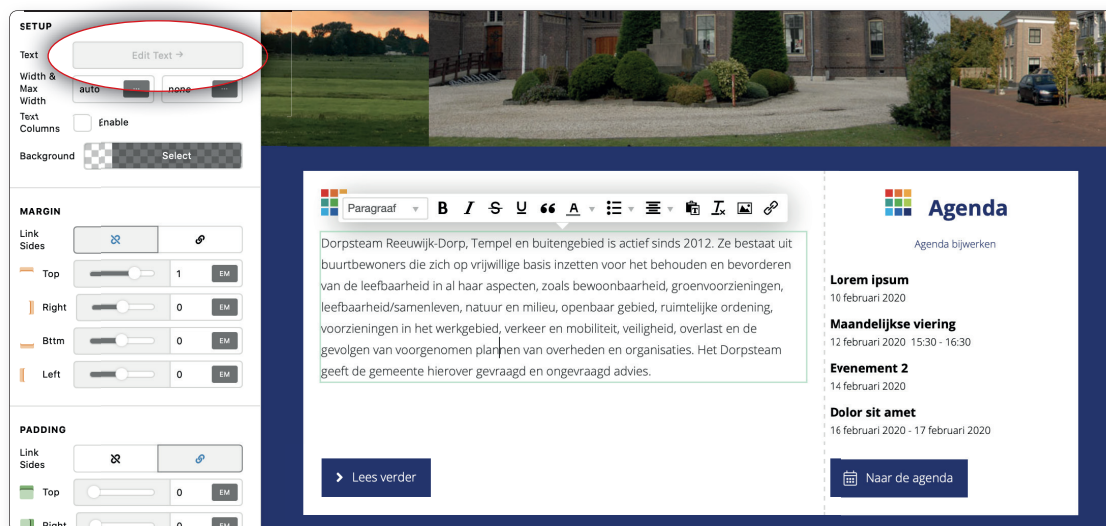 SETUP
Text
Edit Text →
Width &
Max
Width
auto
...
none
...
Text
Columns
Enable
Background
Select
MARGIN
Link
Sides
Top
1
EM
Right
0
EM
Bttm
0
EM
Left
0
EM
PADDING
Link
Sides
Top
0
EM
Right
0
EM
Paragraaf
B I S U A
Dorpsteam Reeuwijk-Dorp, Tempel en buitengebied is actief sinds 2012. Ze bestaat uit
buurtbewoners die zich op vrijwillige basis inzetten voor het behouden en bevorderen
van de leefbaarheid in al haar aspecten, zoals bewoonbaarheid, groenvoorzieningen,
leefbaarheid/samenleven, natuur en milieu, openbaar gebied, ruimtelijke ordening,
voorzieningen in het werkgebied, verkeer en mobiliteit, veiligheid, overlast en de
gevolgen van voorgenomen plannen van overheden en organisaties. Het Dorpsteam
geeft de gemeente hierover gevraagd en ongevraagd advies.
Lees verder
Agenda
Agenda bijwerken
Lorem ipsum
10 februari 2020
Maandelijkse viering
12 februari 2020 15:30 - 16:30
Evenement 2
14 februari 2020
Dolor sit amet
16 februari 2020 - 17 februari 2020
Naar de agenda